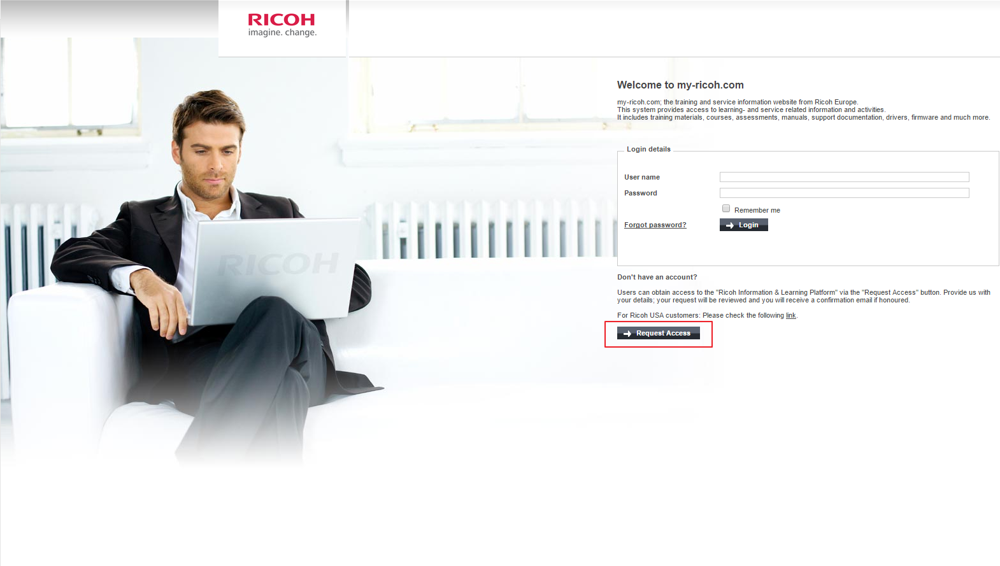 RICOH
imagine. change.
Welcome to my-ricoh.com
my-ricoh.com; the training and service information website from Ricoh Europe.
This system provides access to learning- and service related information and activities.
It includes training materials, courses, assessments, manuals, support documentation, drivers, firmware and much more.
Login details
User name
Password
Remember me
Forgot password?
Login
RICOH
Don't have an account?
Users can obtain access to the "Ricoh Information & Learning Platform" via the "Request Access" button. Provide us with
your details; your request will be reviewed and you will receive a confirmation email if honoured.
For Ricoh USA customers: Please check the following link.
Request Access